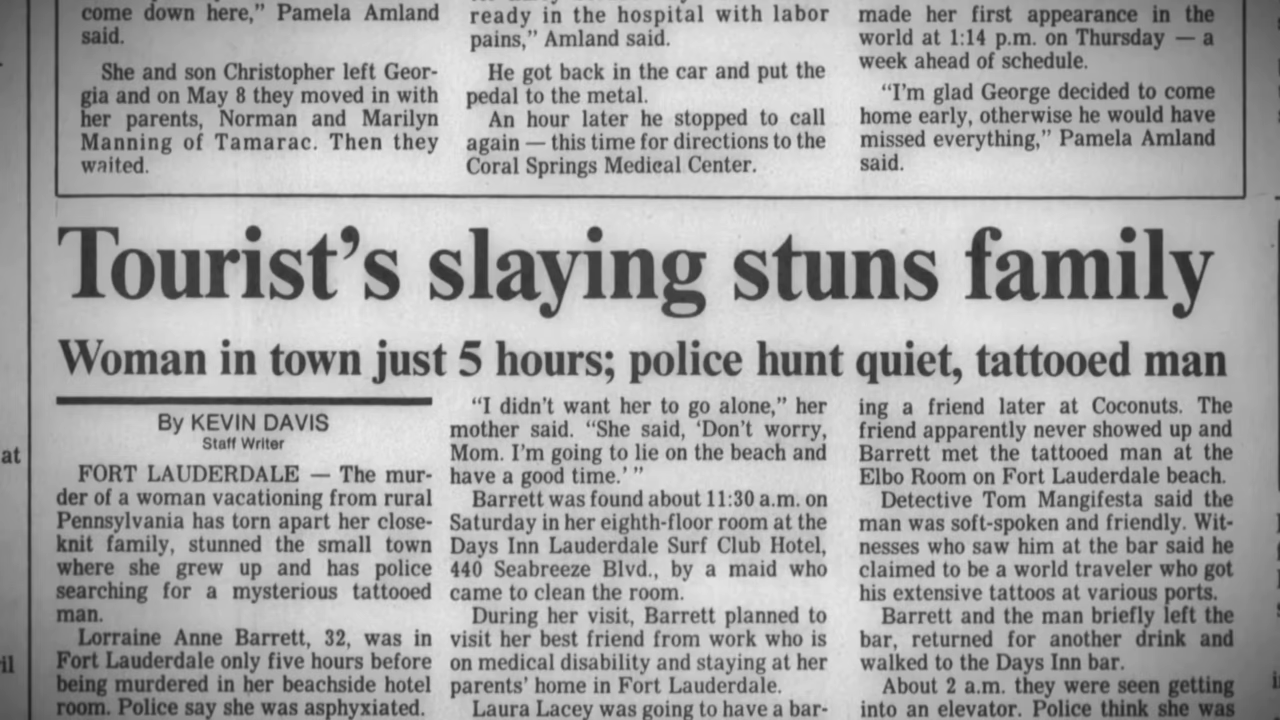 come down here," Pamela Amland
said.
She and son Christopher left Geor-
gia and on May 8 they moved in with
her parents, Norman and Marilyn
Manning of Tamarac. Then they
waited.
ready in the hospital with labor
pains," Amland said.
He got back in the car and put the
pedal to the metal.
An hour later he stopped to call
again — this time for directions to the
Coral Springs Medical Center.
made her first appearance in the
world at 1:14 p.m. on Thursday — a
week ahead of schedule.
"I'm glad George decided to come
home early, otherwise he would have
missed everything," Pamela Amland
said.
Tourist's slaying stuns family
Woman in town just 5 hours; police hunt quiet, tattooed man
By KEVIN DAVIS
Staff Writer
FORT LAUDERDALE — The mur-
der of a woman vacationing from rural
Pennsylvania has torn apart her close-
knit family, stunned the small town
where she grew up and has police
searching for a mysterious tattooed
man.
Lorraine Anne Barrett, 32, was in
Fort Lauderdale only five hours before
being murdered in her beachside hotel
room. Police say she was asphyxiated.
"I didn't want her to go alone," her
mother said. "She said, 'Don't worry,
Mom. I'm going to lie on the beach and
have a good time.' "
Barrett was found about 11:30 a.m. on
Saturday in her eighth-floor room at the
Days Inn Lauderdale Surf Club Hotel,
440 Seabreeze Blvd., by a maid who
came to clean the room.
During her visit, Barrett planned to
visit her best friend from work who is
on medical disability and staying at her
parents' home in Fort Lauderdale.
Laura Lacey was going to have a bar-
ing a friend later at Coconuts. The
friend apparently never showed up and
Barrett met the tattooed man at the
Elbo Room on Fort Lauderdale beach.
Detective Tom Mangifesta said the
man was soft-spoken and friendly. Wit-
nesses who saw him at the bar said he
claimed to be a world traveler who got
his extensive tattoos at various ports.
Barrett and the man briefly left the
bar, returned for another drink and
walked to the Days Inn bar.
About 2 a.m. they were seen getting
into an elevator. Police think she was
at
il